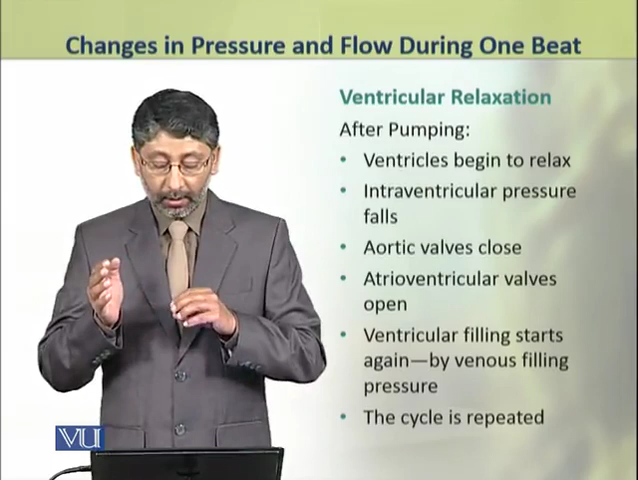 Changes in Pressure and Flow During One Beat
Ventricular Relaxation
After Pumping:
• Ventricles begin to relax
• Intraventricular pressure
falls
• Aortic valves close
• Atrioventricular valves
open
• Ventricular filling starts
again—by venous filling
pressure
• The cycle is repeated
VU